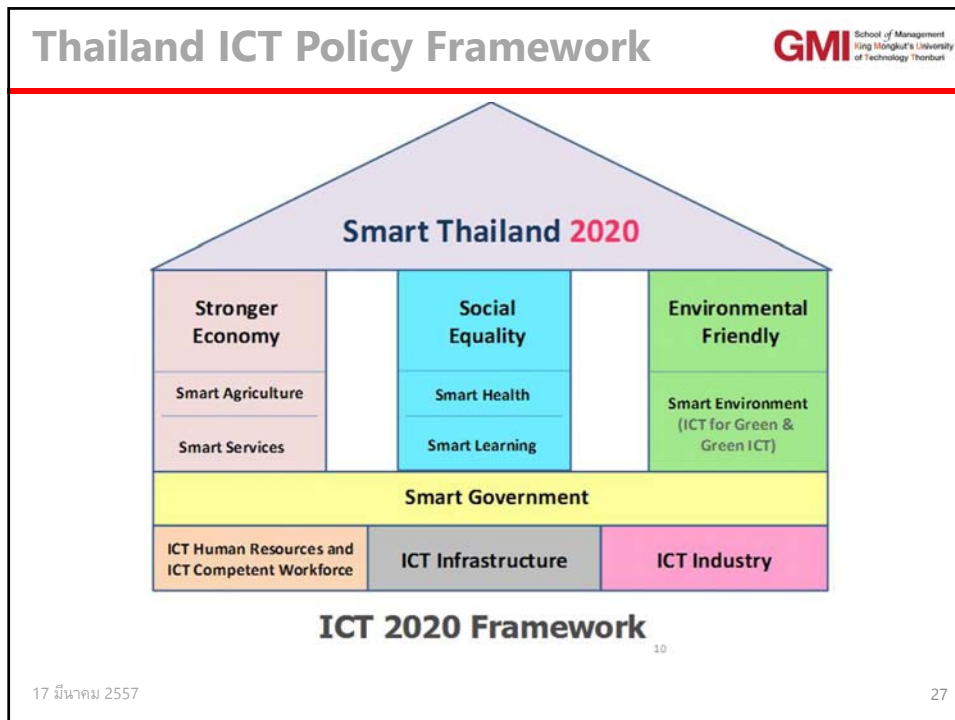 Thailand ICT Policy Framework
GMI
School of Management
King Mongkut's University
of Technology Thonburi
Smart Thailand 2020
Stronger
Economy
Smart Agriculture
Smart Services
Social
Equality
Smart Health
Smart Learning
Environmental
Friendly
Smart Environment
(ICT for Green &
Green ICT)
Smart Government
ICT Human Resources and
ICT Competent Workforce
ICT Infrastructure
ICT Industry
ICT 2020 Framework
10
17 มีนาคม 2557
27